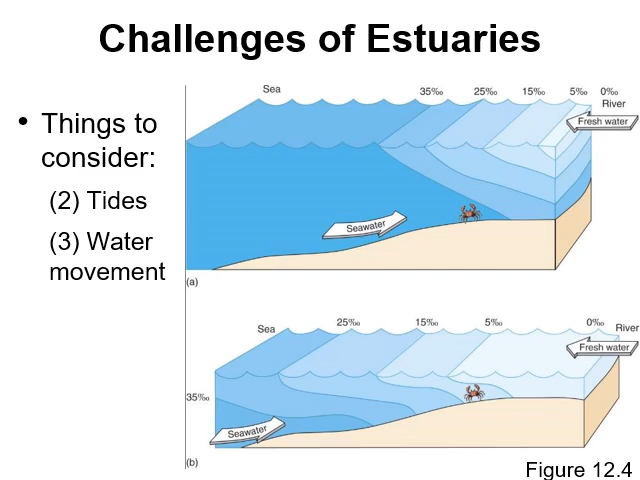 Challenges of Estuaries
• Things to
consider:
(2) Tides
(3) Water
movement
Sea
35‰ 25‰ 15‰ 5‰ 0‰
River
Fresh water
Seawater
(a)
Sea
25‰ 15‰ 5‰ 0‰
River
Fresh water
35‰
Seawater
(b)
Figure 12.4